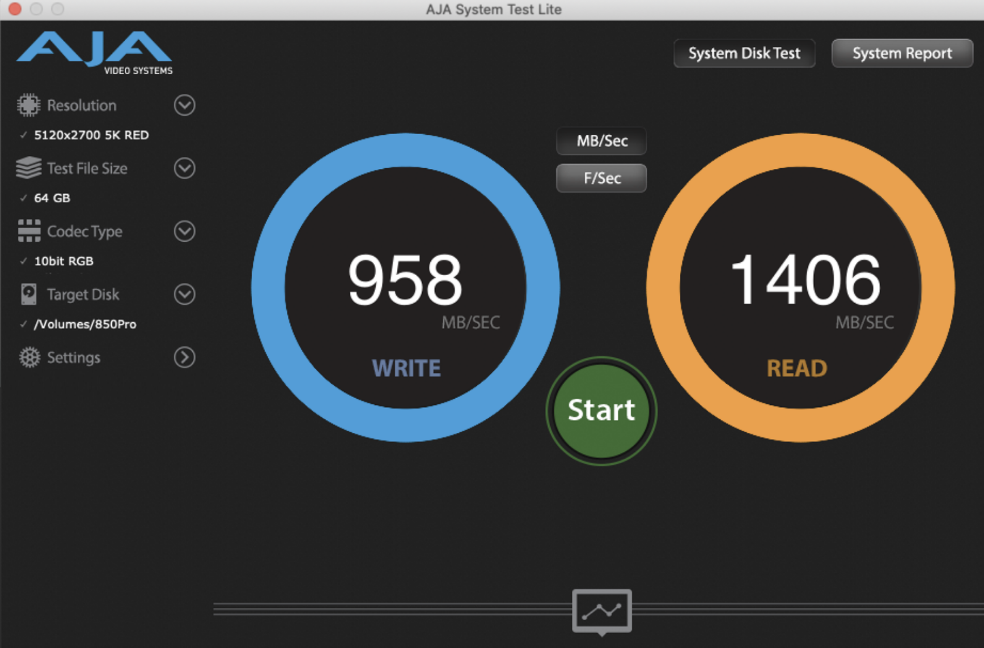 AJA System Test Lite
AJA
VIDEO SYSTEMS
System Disk Test
System Report
Resolution
✓ 5120x2700 5K RED
Test File Size
✓ 64 GB
Codec Type
✓ 10bit RGB
Target Disk
✓ /Volumes/850Pro
Settings
MB/Sec
F/Sec
958
MB/SEC
WRITE
1406
MB/SEC
READ
Start